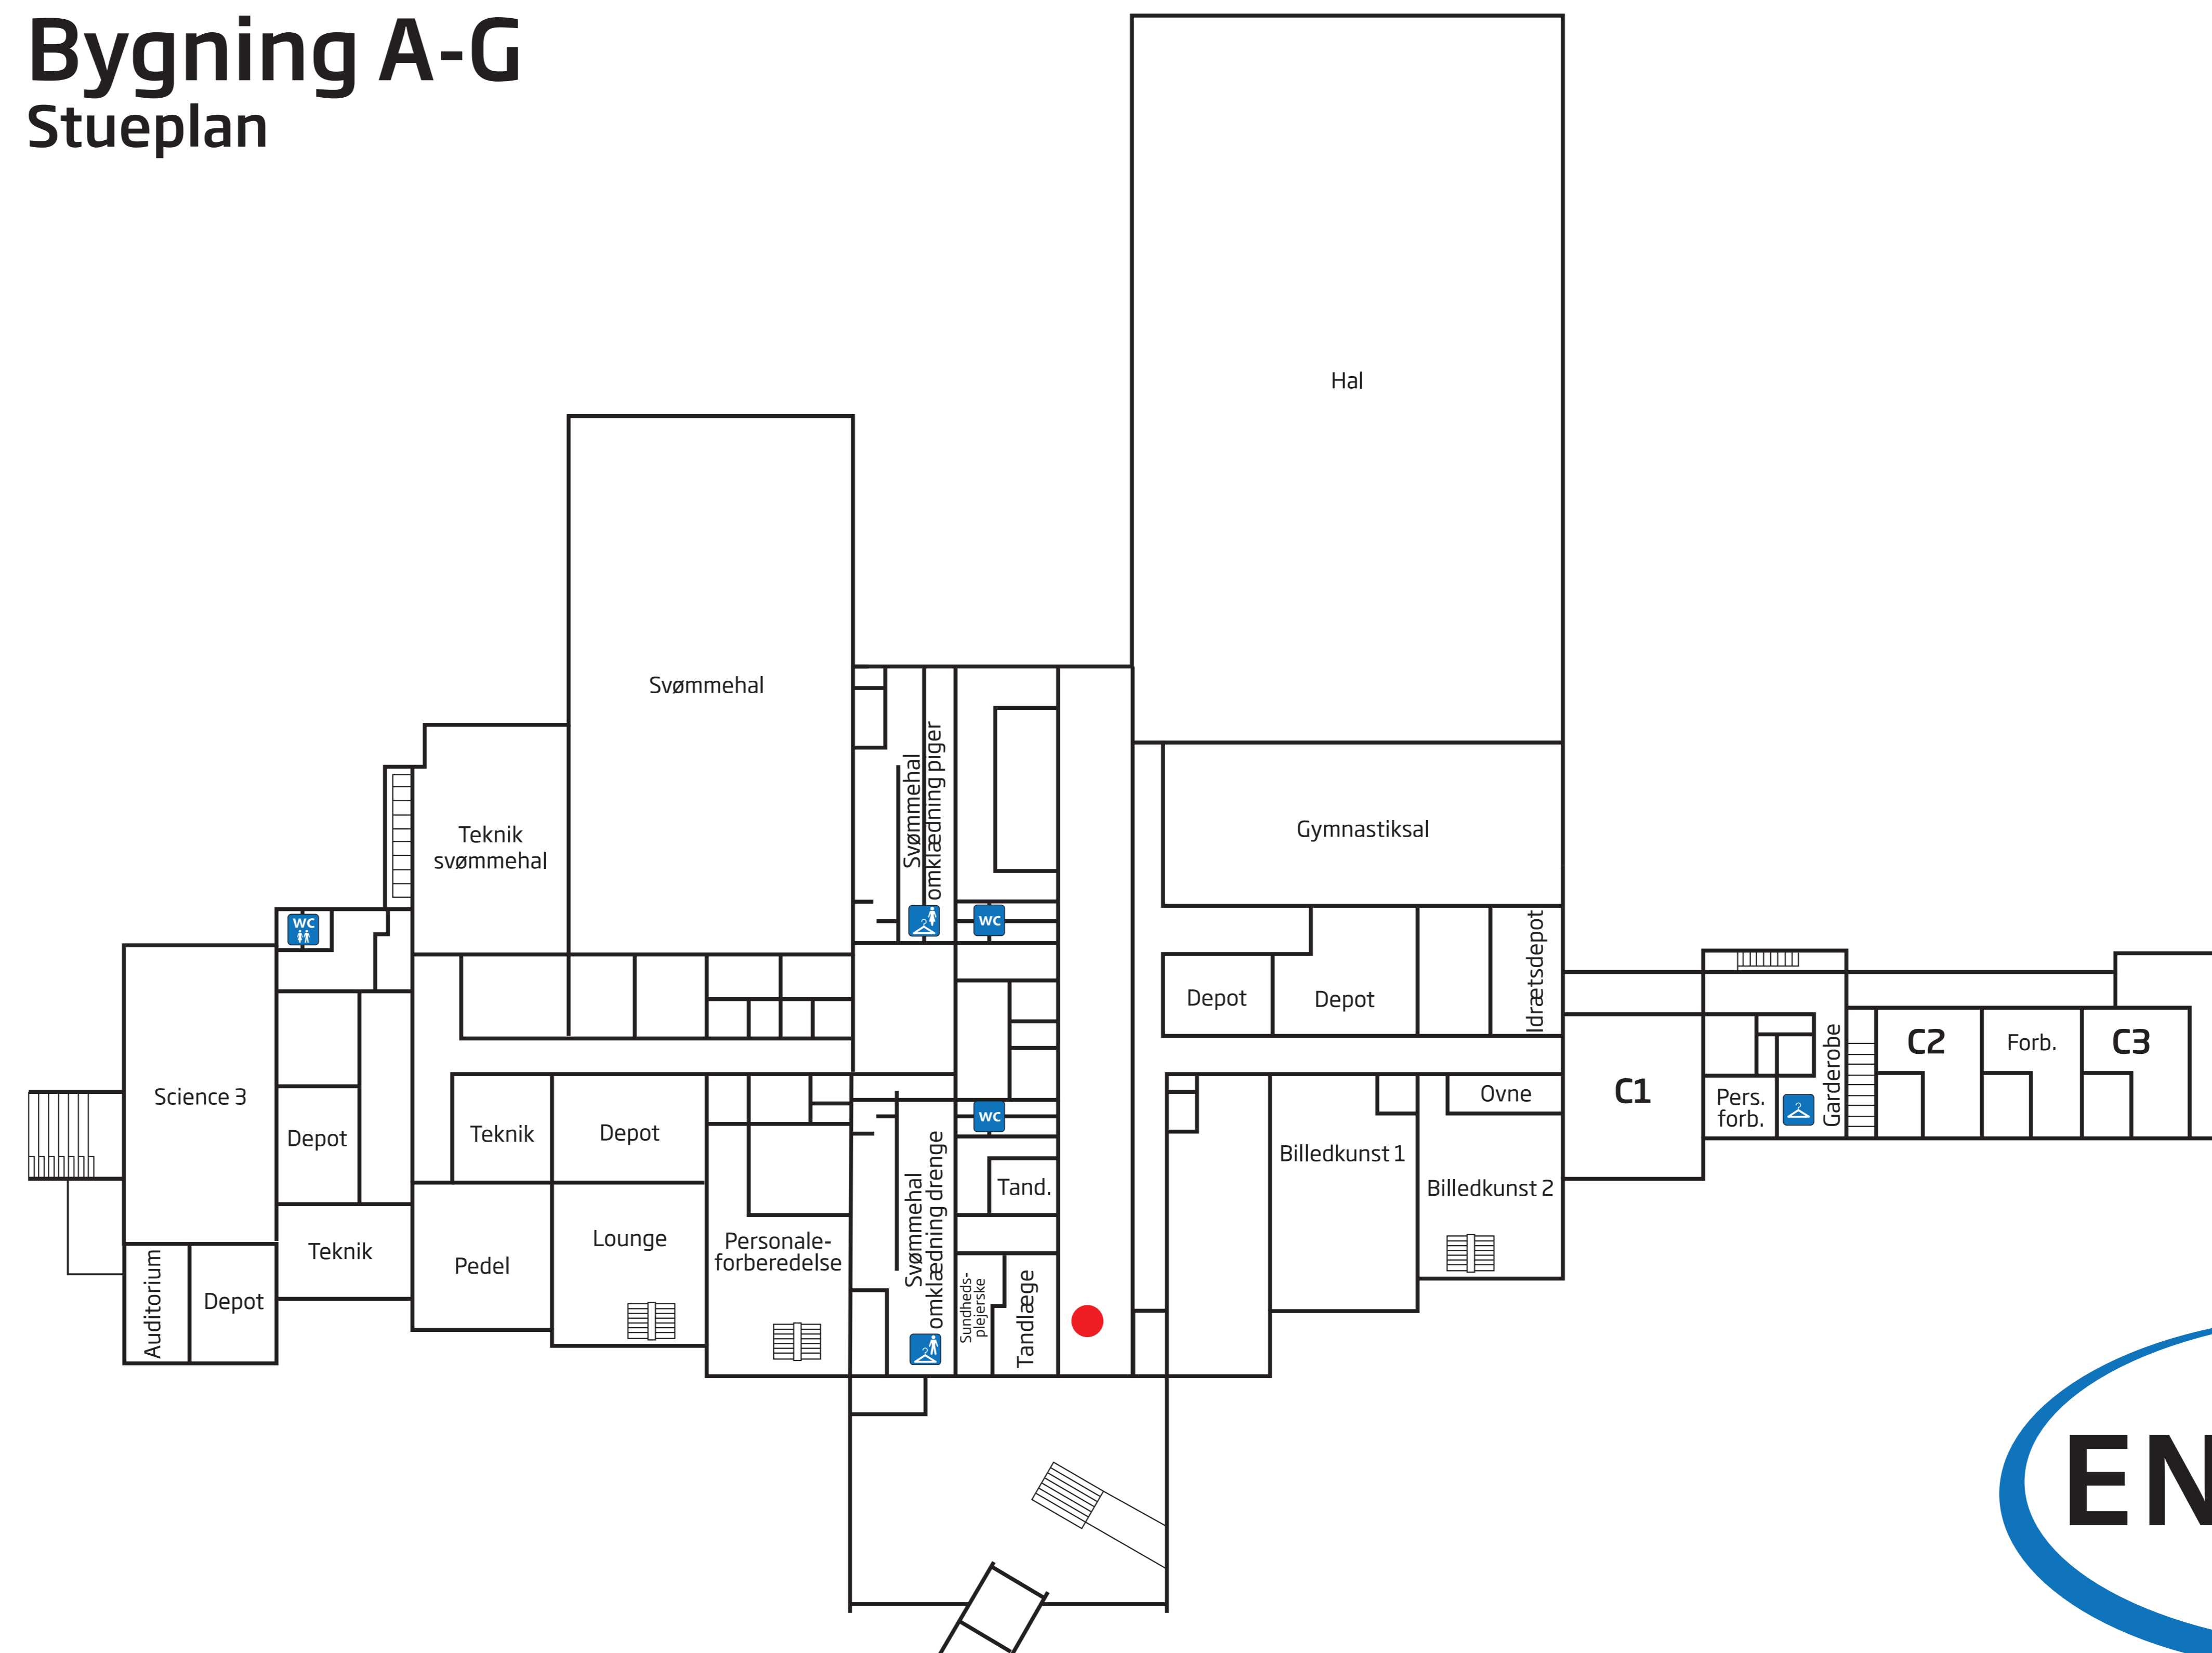 Bygning A-G
Stueplan
Hal
Svømmehal
Svømmehal
omklædning piger
Teknik
svømmehal
Gymnastiksal
WC
WC
Idrætsdepot
Depot
Depot
Science 3
Depot
Teknik
Depot
WC
Ovne
C1
Pers.
forb.
Garderobe
C2
Forb.
C3
Billedkunst 1
Billedkunst 2
Tand.
Svømmehal
omklædning drenge
Personale-
forberedelse
Lounge
Pedel
Teknik
Auditorium
Depot
Sundheds-
plejerske
Tandlæge
EN